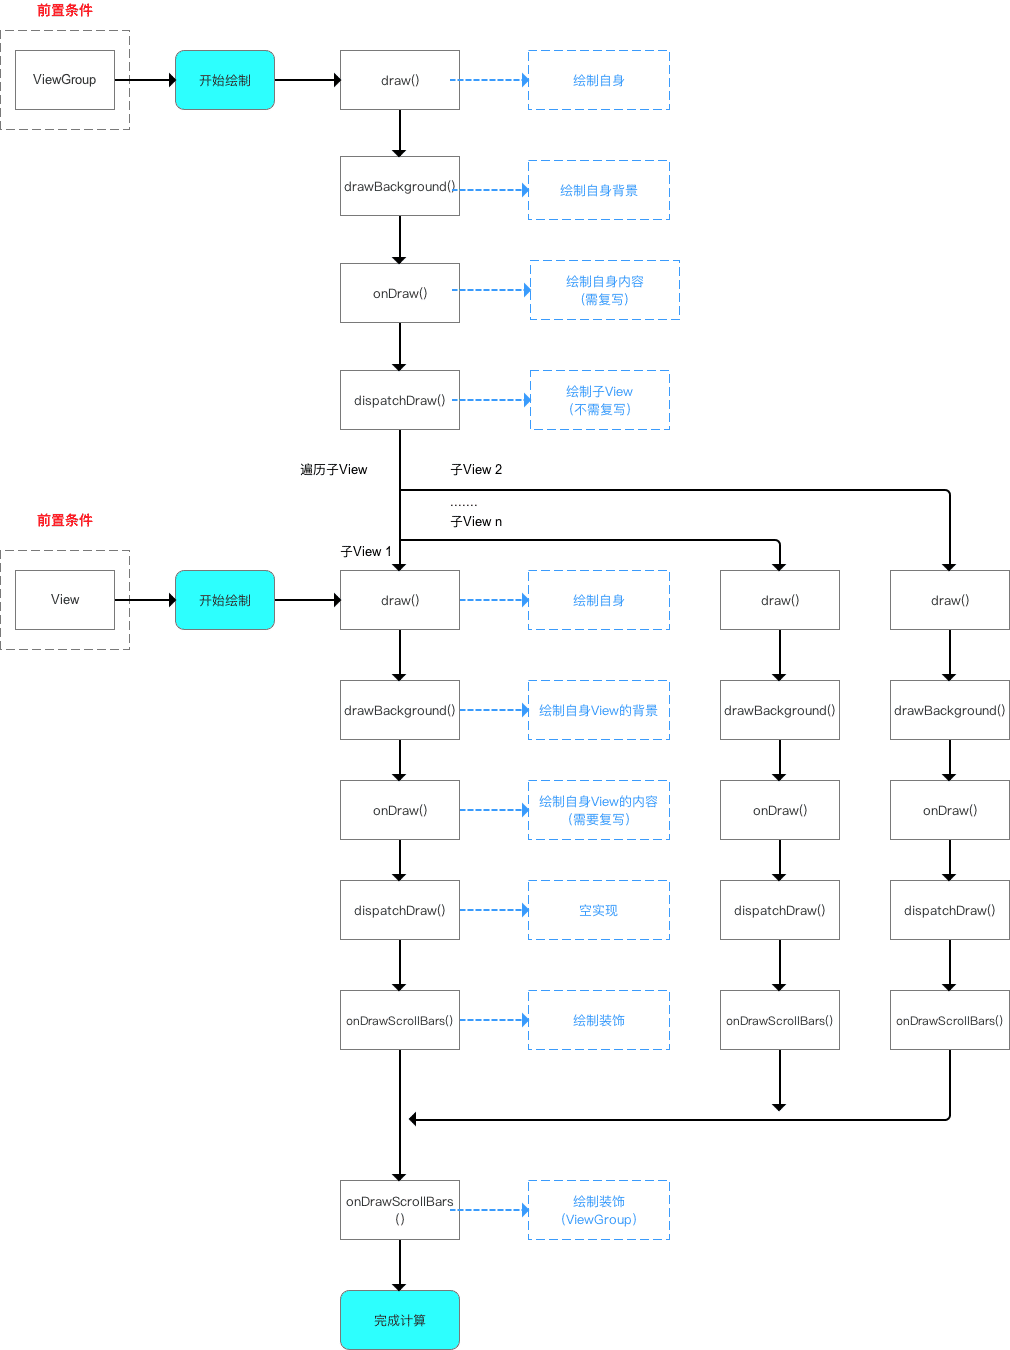 前置条件
ViewGroup
开始绘制
draw()
绘制自身
drawBackground()
绘制自身背景
onDraw()
绘制自身内容
(需复写)
dispatchDraw()
绘制子View
(不需复写)
遍历子View
子View 2
.......
子View n
子View 1
前置条件
View
开始绘制
draw()
绘制自身
draw()
draw()
drawBackground()
绘制自身View的背景
drawBackground()
drawBackground()
onDraw()
绘制自身View的内容
(需要复写)
onDraw()
onDraw()
dispatchDraw()
空实现
dispatchDraw()
dispatchDraw()
onDrawScrollBars()
绘制装饰
onDrawScrollBars()
onDrawScrollBars()
onDrawScrollBars
()
绘制装饰
(ViewGroup)
完成计算